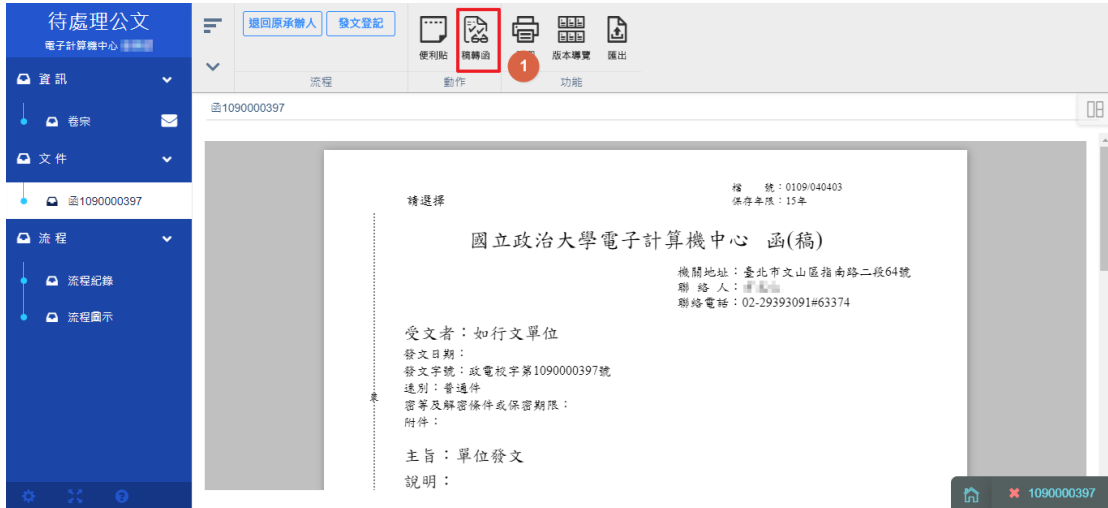 待處理公文
電子計算機中心
資訊
卷宗
文件
函1090000397
流程
流程紀錄
流程圖示
退回原承辦人
發文登記
流程
便利貼
稿轉函
動作
1
版本導覽
匯出
功能
函1090000397
檔　　號：0109/040403
保存年限：15年
請選擇
國立政治大學電子計算機中心　函(稿)
機關地址：臺北市文山區指南路二段64號
聯 絡 人：
聯絡電話：02-29393091#63374
受文者：如行文單位
發文日期：
發文字號：政電校字第1090000397號
速別：普通件
密等及解密條件或保密期限：
附件：
裝
主旨：單位發文
說明：
1090000397